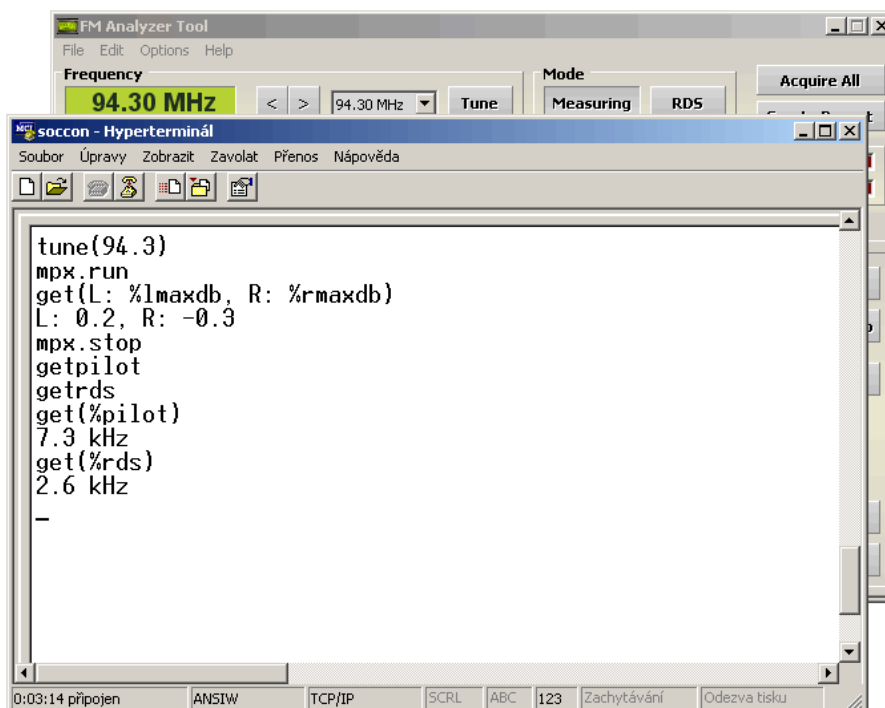 FM Analyzer Tool
File Edit Options Help
Frequency
Mode
Acquire All
94.30 MHz
< >
94.30 MHz
Tune
Measuring
RDS
soccon - Hyperterminál
Soubor Úpravy Zobrazit Zavolat Přenos Nápověda
tune(94.3)
mpx.run
get(L: %lmaxdb, R: %rmaxdb)
L: 0.2, R: -0.3
mpx.stop
getpilot
getrds
get(%pilot)
7.3 kHz
get(%rds)
2.6 kHz
_
0:03:14 připojen
ANSIW
TCP/IP
SCRL
ABC
123
Zachytávání
Odezva tisku